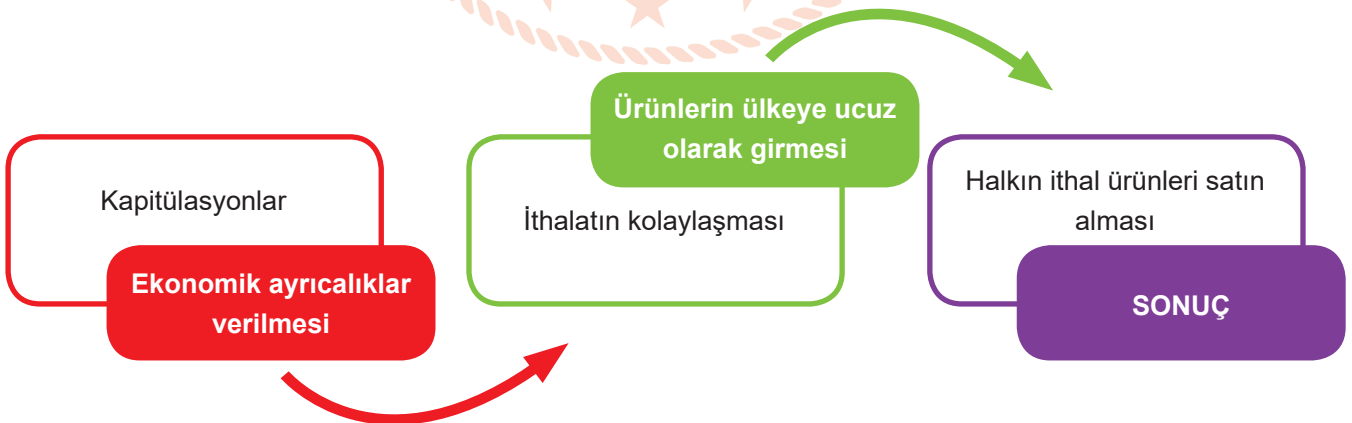 Kapitülasyonlar
Ekonomik ayrıcalıklar
verilmesi
Ürünlerin ülkeye ucuz
olarak girmesi
İthalatın kolaylaşması
Halkın ithal ürünleri satın
alması
SONUÇ